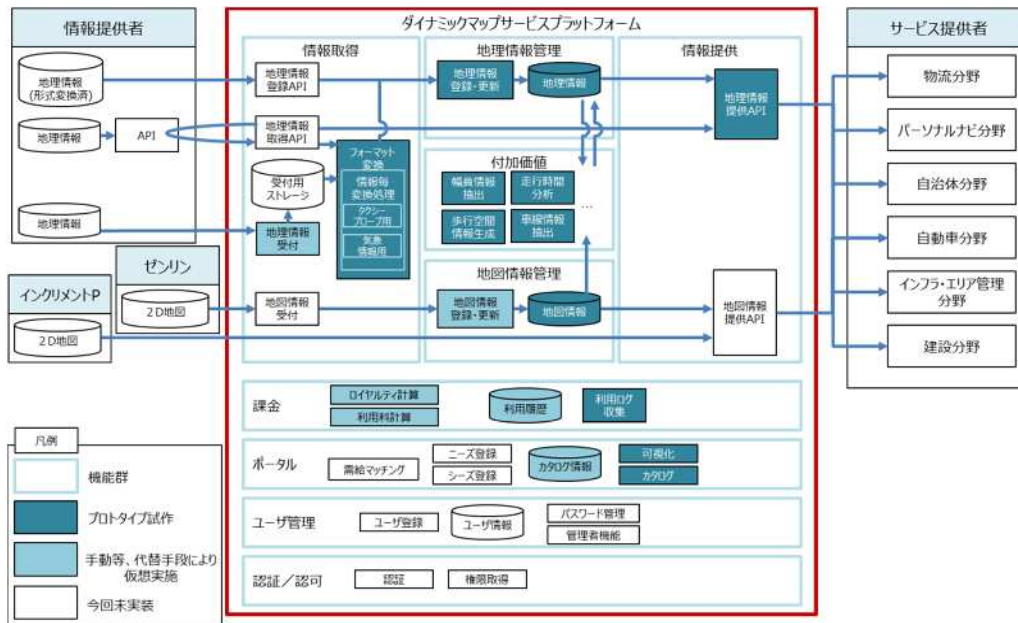 ダイナミックマップサービスプラットフォーム
情報提供者
地理情報
(形式変換済)
地理情報
API
地理情報
ゼンリン
2D地図
インクリメントP
2D地図
情報取得
地理情報
登録API
地理情報
取得API
受付用
ストレージ
地理情報
受付
フォーマット
変換
情報毎
変換処理
タクシー
プローブ用
気象
情報用
地図情報
受付
地理情報管理
地理情報
登録・更新
地理情報
付加価値
幅員情報
抽出
走行時間
分析
歩行空間
情報生成
車線情報
抽出
…
地図情報管理
地図情報
登録・更新
地図情報
情報提供
地理情報
提供API
地図情報
提供API
サービス提供者
物流分野
パーソナルナビ分野
自治体分野
自動車分野
インフラ・エリア管理
分野
建設分野
課金
ロイヤルティ計算
利用料計算
利用履歴
利用ログ
収集
ポータル
需給マッチング
ニーズ登録
シーズ登録
カタログ情報
可視化
カタログ
ユーザ管理
ユーザ登録
ユーザ情報
パスワード管理
管理者機能
認証/認可
認証
権限取得
凡例
機能群
プロトタイプ試作
手動等、代替手段により
仮想実施
今回未実装